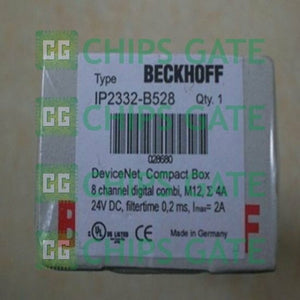 CHIPS GATE
Type BECKHOFF
IP2332-B528 Qty. 1
028680
DeviceNet, Compact Box
8 channel digital combi, M12, Σ 4A
24V DC, filtertime 0,2 ms, Imax= 2A
Made in Germany